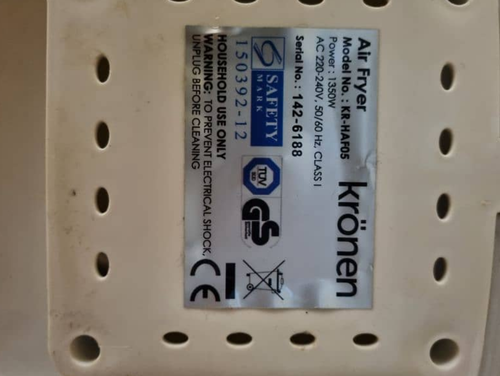 Air Fryer
Model No.: KR-HAF05
Power : 1350W
AC 220-240V, 50/60 Hz, CLASS I
Serial No.: 142-6188
krönen
S SAFETY
MARK
150392-12
TÜV
GS
HOUSEHOLD USE ONLY
WARNING: TO PREVENT ELECTRICAL SHOCK,
UNPLUG BEFORE CLEANING
CE